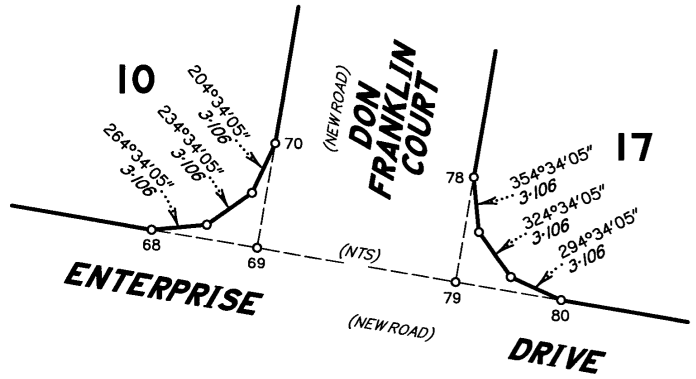 10
204°34'05"
3·106
234°34'05"
3·106
264°34'05"
3·106
70
68
69
(NEW ROAD)
DON
FRANKLIN
COURT
17
78
354°34'05"
3·106
324°34'05"
3·106
294°34'05"
3·106
(NTS)
79
80
ENTERPRISE
(NEW ROAD)
DRIVE